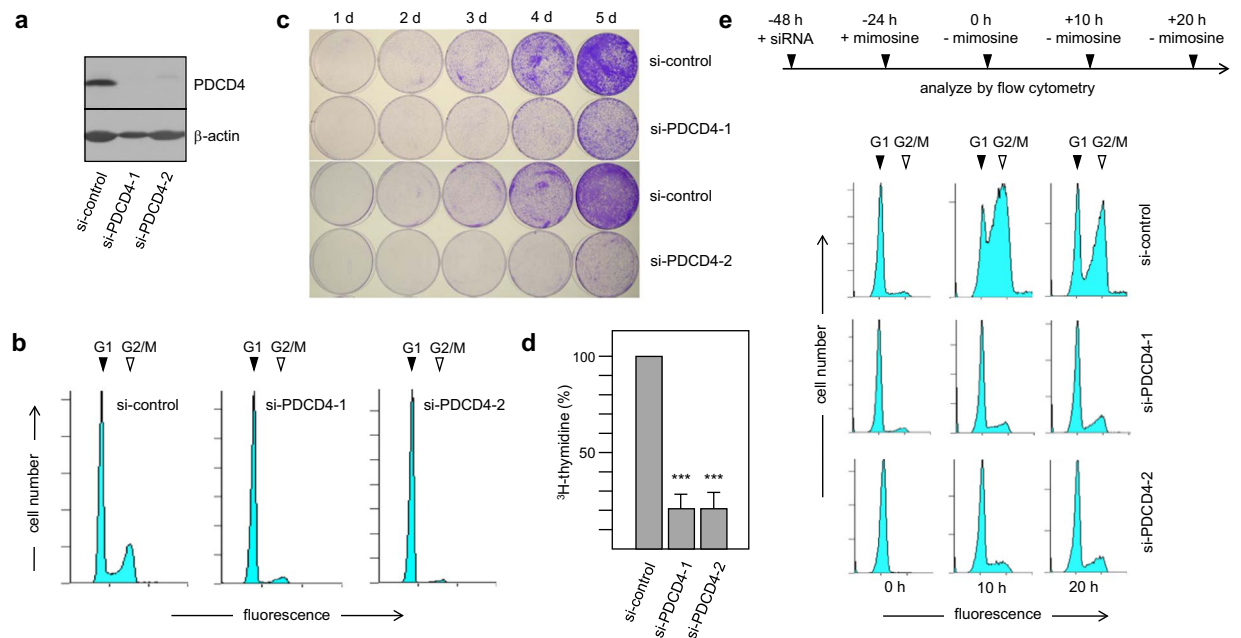 a
PDCD4
β-actin
si-control
si-PDCD4-1
si-PDCD4-2
c
1 d 2 d 3 d 4 d 5 d
si-control
si-PDCD4-1
si-control
si-PDCD4-2
b
G1 G2/M G1 G2/M G1 G2/M
si-control si-PDCD4-1 si-PDCD4-2
cell number
fluorescence
d
100
50
³H-thymidine (%)
*** ***
si-control
si-PDCD4-1
si-PDCD4-2
e
-48 h -24 h 0 h +10 h +20 h
+ siRNA + mimosine - mimosine - mimosine - mimosine
analyze by flow cytometry
G1 G2/M G1 G2/M G1 G2/M
si-control
si-PDCD4-1
si-PDCD4-2
cell number
0 h 10 h 20 h
fluorescence